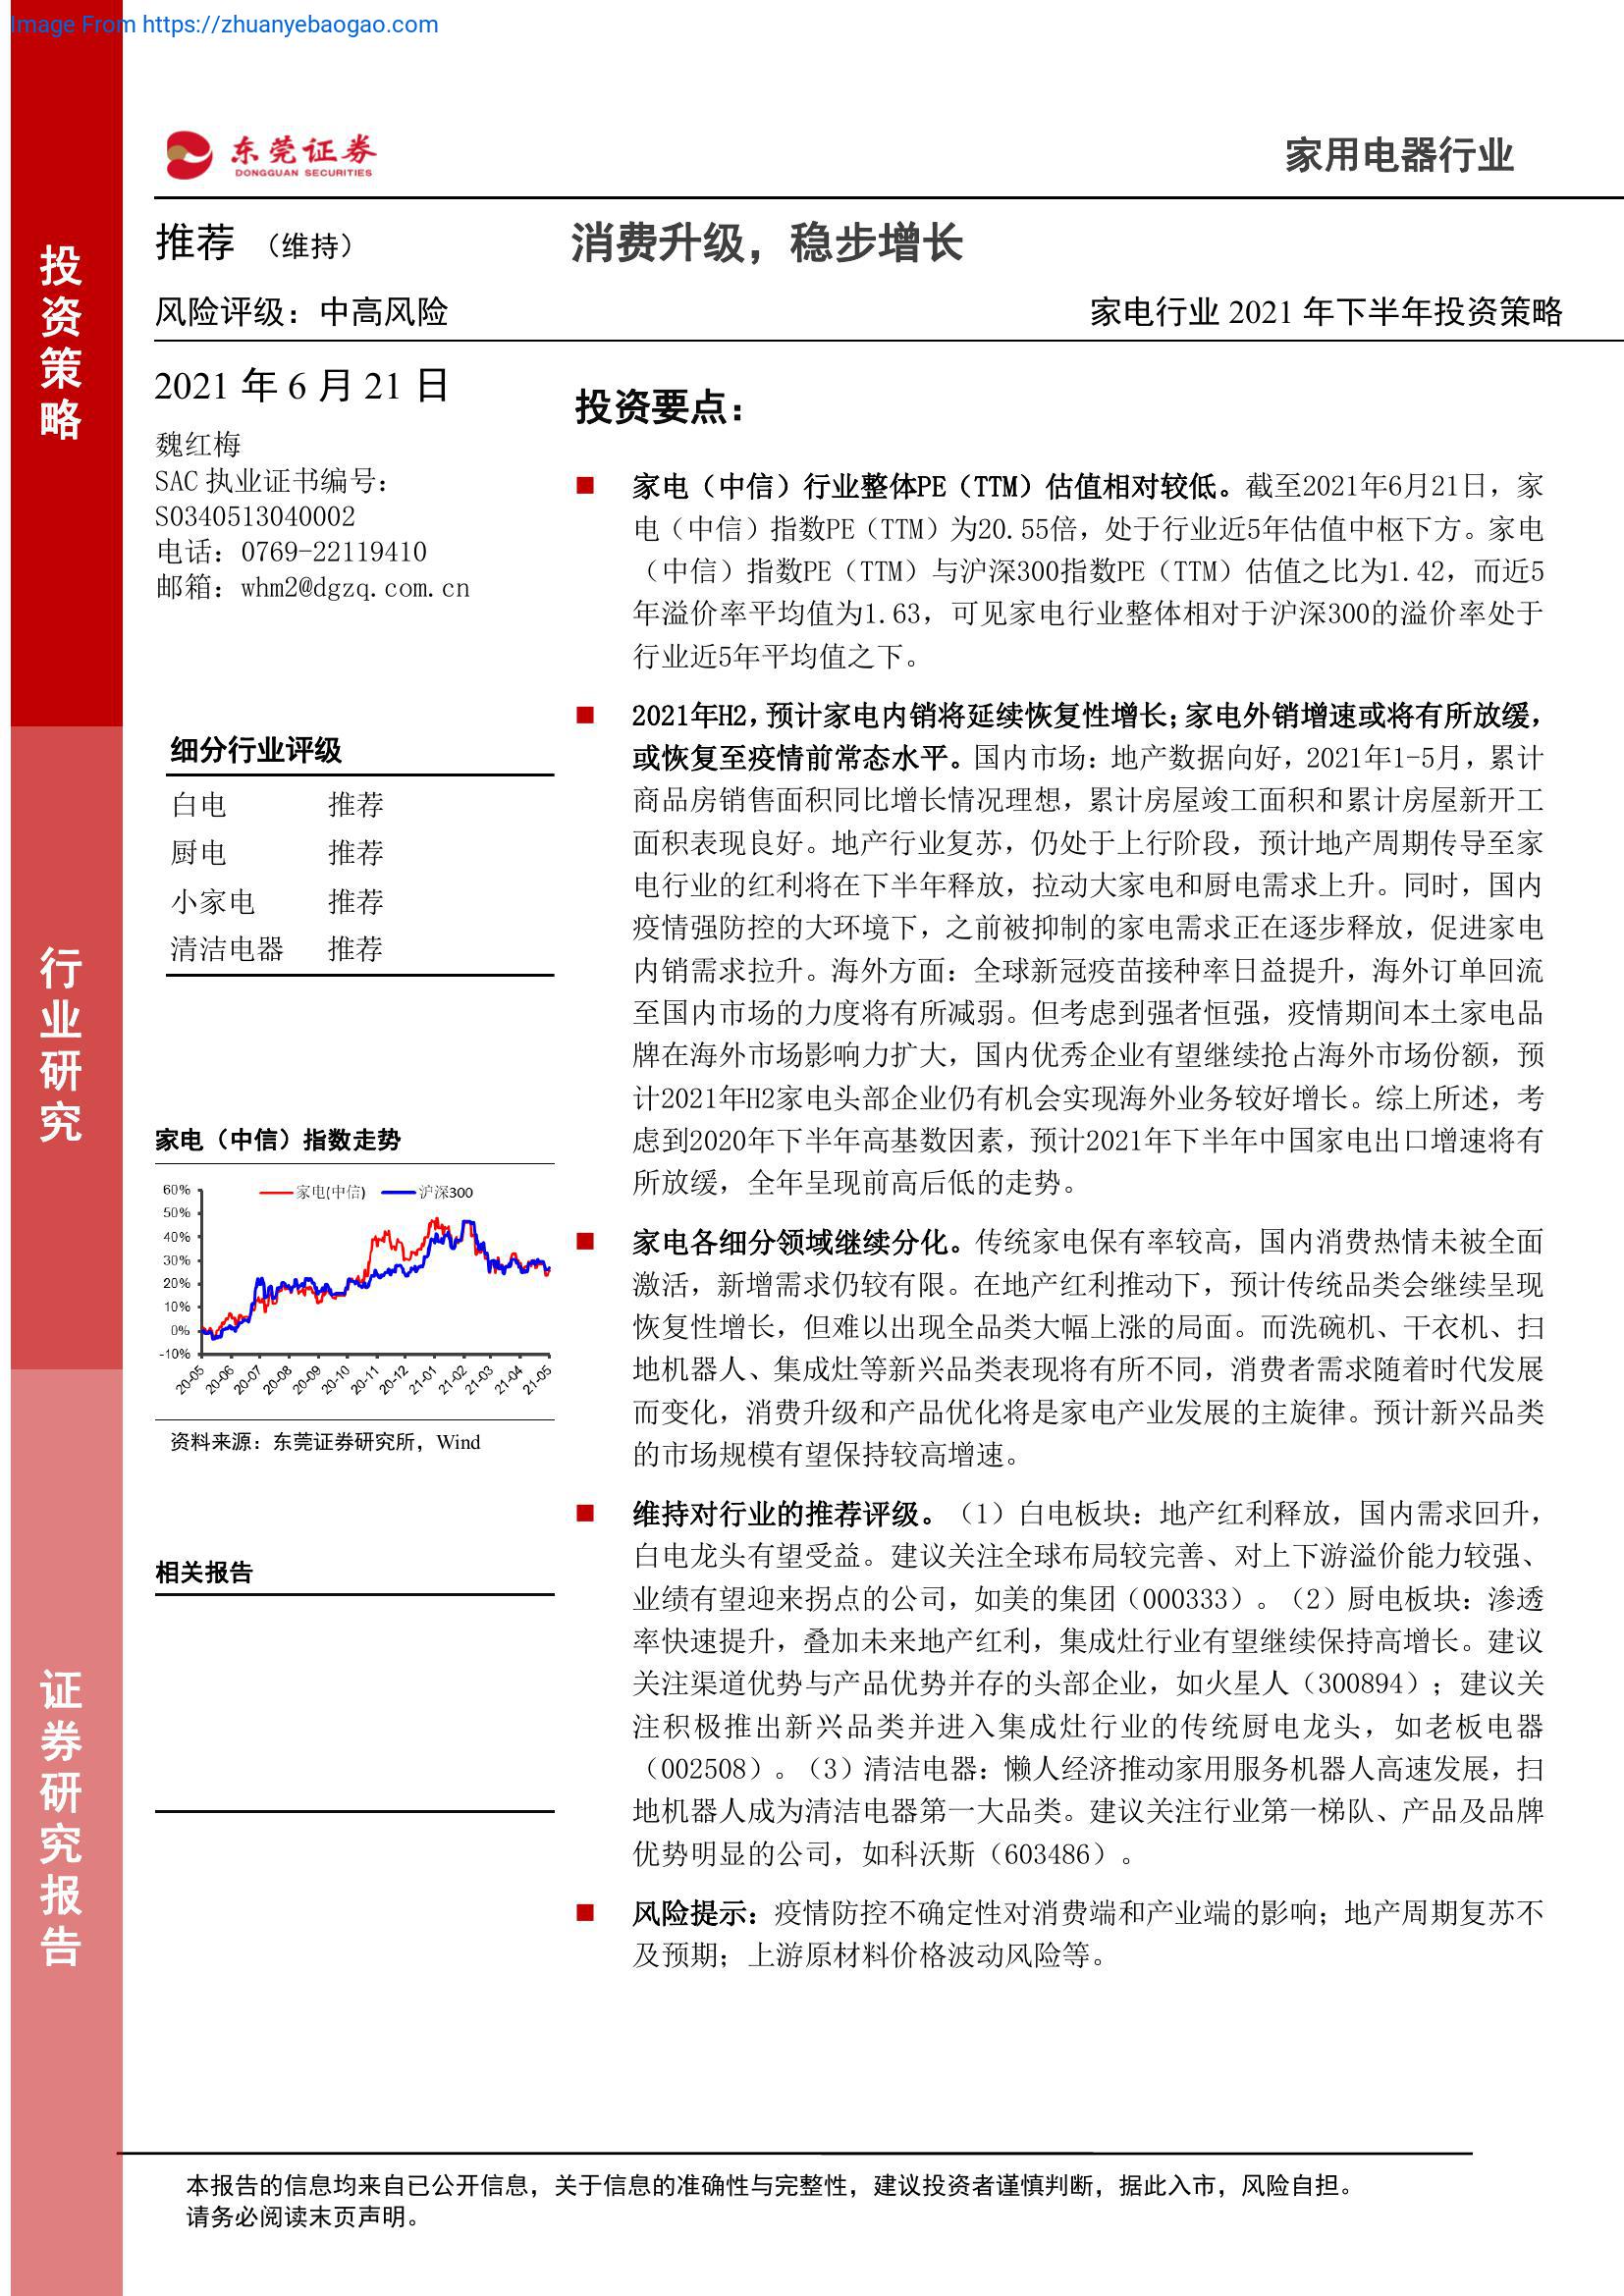 Image From https://zhuanyebaogao.com
东莞证券
DONGGUAN SECURITIES
家用电器行业
投资策略
行业研究
证券研究报告
推荐 （维持）
消费升级，稳步增长
风险评级：中高风险
家电行业 2021 年下半年投资策略
2021 年 6 月 21 日
魏红梅
SAC 执业证书编号：
S0340513040002
电话：0769-22119410
邮箱：whm2@dgzq.com.cn
细分行业评级
白电 推荐
厨电 推荐
小家电 推荐
清洁电器 推荐
家电（中信）指数走势
家电(中信) 沪深300
60%
50%
40%
30%
20%
10%
0%
-10%
20-05 20-06 20-07 20-08 20-09 20-10 20-11 20-12 21-01 21-02 21-03 21-04 21-05
资料来源：东莞证券研究所，Wind
相关报告
投资要点：
家电（中信）行业整体PE（TTM）估值相对较低。截至2021年6月21日，家
电（中信）指数PE（TTM）为20.55倍，处于行业近5年估值中枢下方。家电
（中信）指数PE（TTM）与沪深300指数PE（TTM）估值之比为1.42，而近5
年溢价率平均值为1.63，可见家电行业整体相对于沪深300的溢价率处于
行业近5年平均值之下。
2021年H2，预计家电内销将延续恢复性增长；家电外销增速或将有所放缓，
或恢复至疫情前常态水平。国内市场：地产数据向好，2021年1-5月，累计
商品房销售面积同比增长情况理想，累计房屋竣工面积和累计房屋新开工
面积表现良好。地产行业复苏，仍处于上行阶段，预计地产周期传导至家
电行业的红利将在下半年释放，拉动大家电和厨电需求上升。同时，国内
疫情强防控的大环境下，之前被抑制的家电需求正在逐步释放，促进家电
内销需求拉升。海外方面：全球新冠疫苗接种率日益提升，海外订单回流
至国内市场的力度将有所减弱。但考虑到强者恒强，疫情期间本土家电品
牌在海外市场影响力扩大，国内优秀企业有望继续抢占海外市场份额，预
计2021年H2家电头部企业仍有机会实现海外业务较好增长。综上所述，考
虑到2020年下半年高基数因素，预计2021年下半年中国家电出口增速将有
所放缓，全年呈现前高后低的走势。
家电各细分领域继续分化。传统家电保有率较高，国内消费热情未被全面
激活，新增需求仍较有限。在地产红利推动下，预计传统品类会继续呈现
恢复性增长，但难以出现全品类大幅上涨的局面。而洗碗机、干衣机、扫
地机器人、集成灶等新兴品类表现将有所不同，消费者需求随着时代发展
而变化，消费升级和产品优化将是家电产业发展的主旋律。预计新兴品类
的市场规模有望保持较高增速。
维持对行业的推荐评级。（1）白电板块：地产红利释放，国内需求回升，
白电龙头有望受益。建议关注全球布局较完善、对上下游溢价能力较强、
业绩有望迎来拐点的公司，如美的集团（000333）。（2）厨电板块：渗透
率快速提升，叠加未来地产红利，集成灶行业有望继续保持高增长。建议
关注渠道优势与产品优势并存的头部企业，如火星人（300894）；建议关
注积极推出新兴品类并进入集成灶行业的传统厨电龙头，如老板电器
（002508）。（3）清洁电器：懒人经济推动家用服务机器人高速发展，扫
地机器人成为清洁电器第一大品类。建议关注行业第一梯队、产品及品牌
优势明显的公司，如科沃斯（603486）。
风险提示：疫情防控不确定性对消费端和产业端的影响；地产周期复苏不
及预期；上游原材料价格波动风险等。
本报告的信息均来自已公开信息，关于信息的准确性与完整性，建议投资者谨慎判断，据此入市，风险自担。
请务必阅读末页声明。